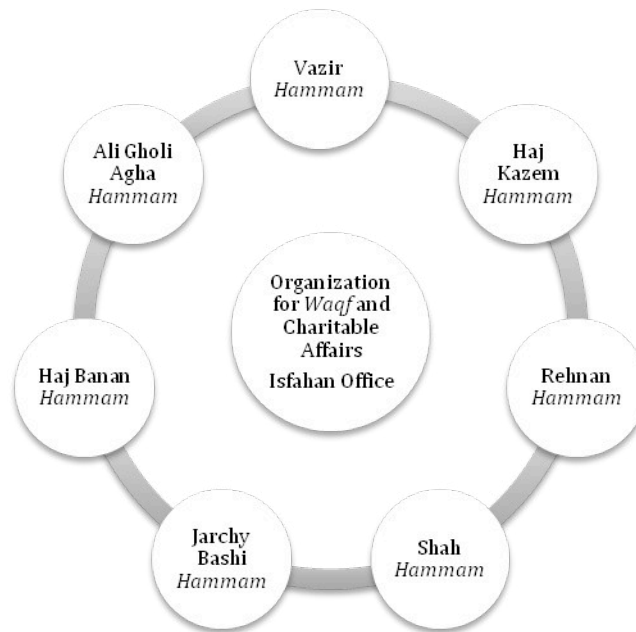 Vazir
Hammam
Haj
Kazem
Hammam
Rehnan
Hammam
Shah
Hammam
Jarchy
Bashi
Hammam
Haj Banan
Hammam
Ali Gholi
Agha
Hammam
Organization
for Waqf and
Charitable
Affairs
Isfahan Office